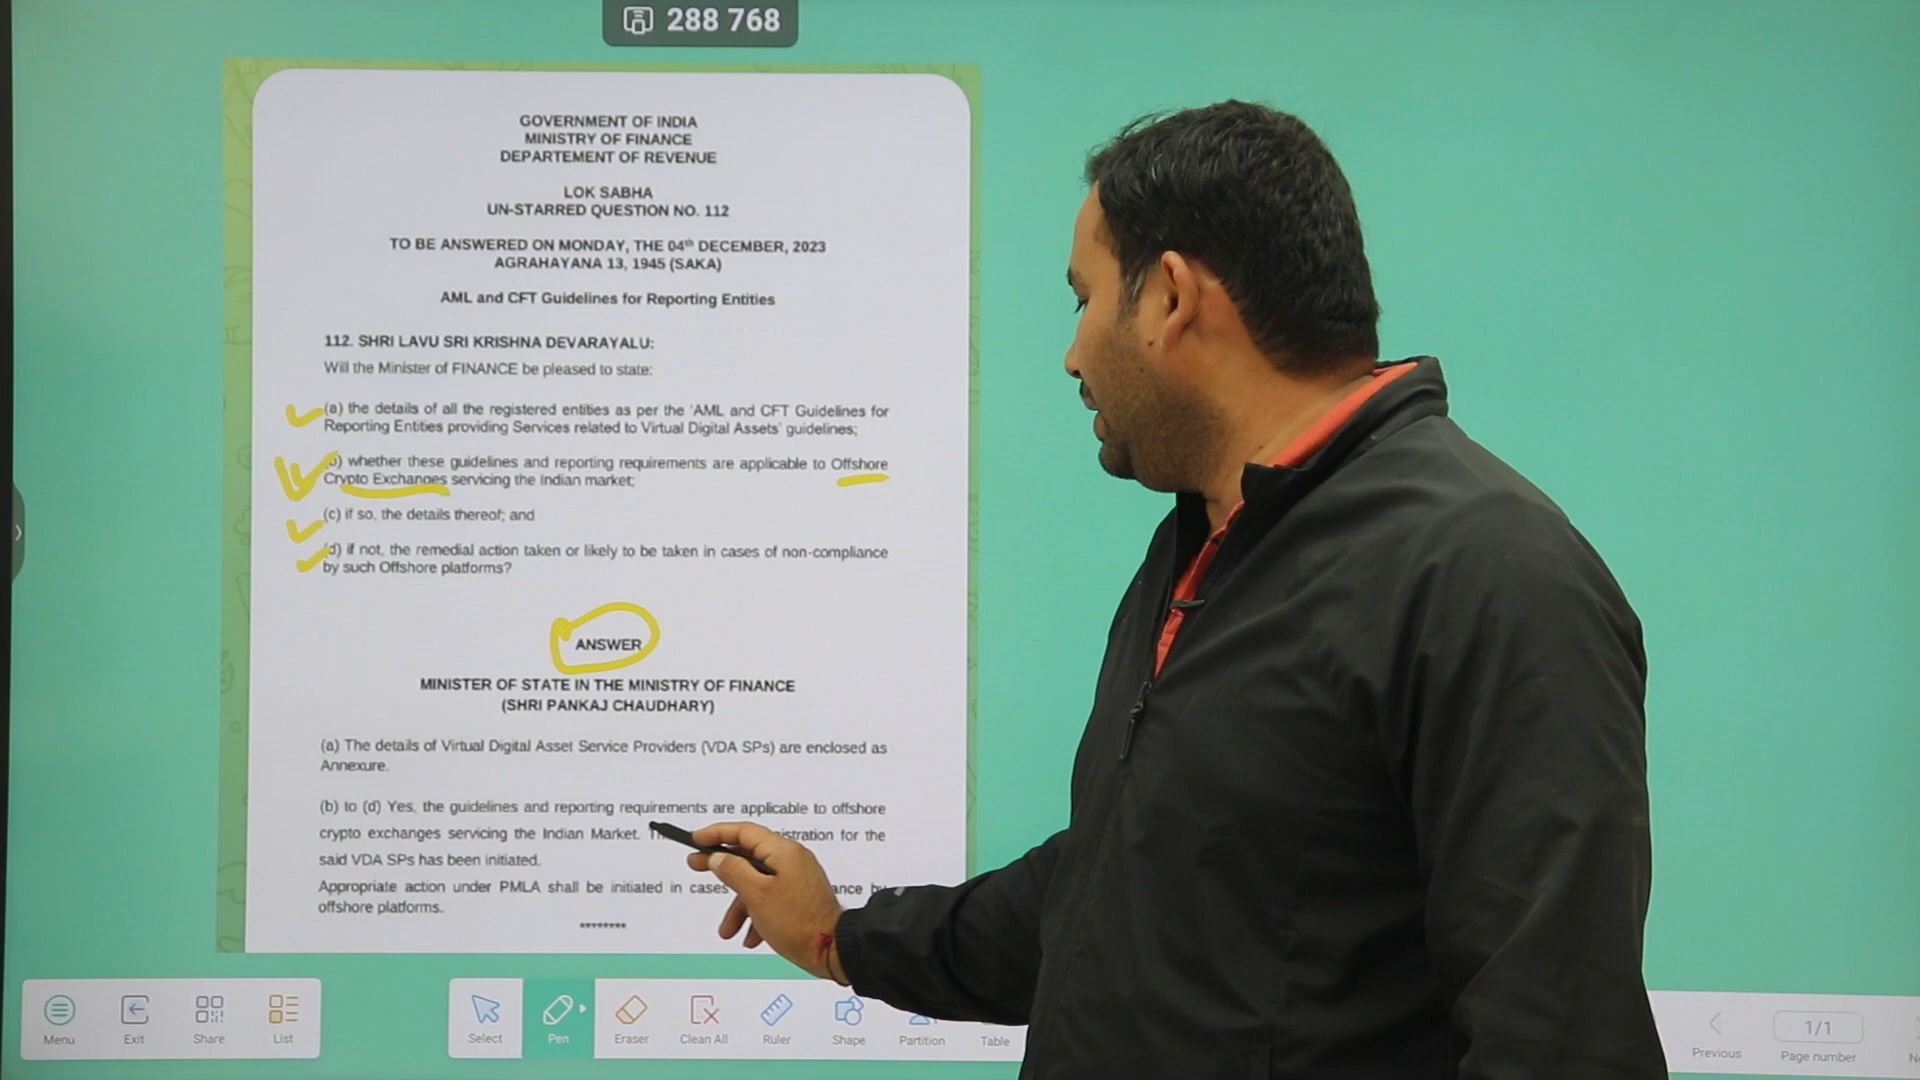 288 768
GOVERNMENT OF INDIA
MINISTRY OF FINANCE
DEPARTEMENT OF REVENUE
LOK SABHA
UN-STARRED QUESTION NO. 112
TO BE ANSWERED ON MONDAY, THE 04th DECEMBER, 2023
AGRAHAYANA 13, 1945 (SAKA)
AML and CFT Guidelines for Reporting Entities
112. SHRI LAVU SRI KRISHNA DEVARAYALU:
Will the Minister of FINANCE be pleased to state:
(a) the details of all the registered entities as per the 'AML and CFT Guidelines for
Reporting Entities providing Services related to Virtual Digital Assets' guidelines;
(b) whether these guidelines and reporting requirements are applicable to Offshore
Crypto Exchanges servicing the Indian market;
(c) if so, the details thereof; and
(d) if not, the remedial action taken or likely to be taken in cases of non-compliance
by such Offshore platforms?
ANSWER
MINISTER OF STATE IN THE MINISTRY OF FINANCE
(SHRI PANKAJ CHAUDHARY)
(a) The details of Virtual Digital Asset Service Providers (VDA SPs) are enclosed as
Annexure.
(b) to (d) Yes, the guidelines and reporting requirements are applicable to offshore
crypto exchanges servicing the Indian Market. istration for the
said VDA SPs has been initiated.
Appropriate action under PMLA shall be initiated in cases ance by
offshore platforms.
********
Menu Exit Share List Select Pen Eraser Clean All Ruler Shape Partition Table Previous 1/1 Page number